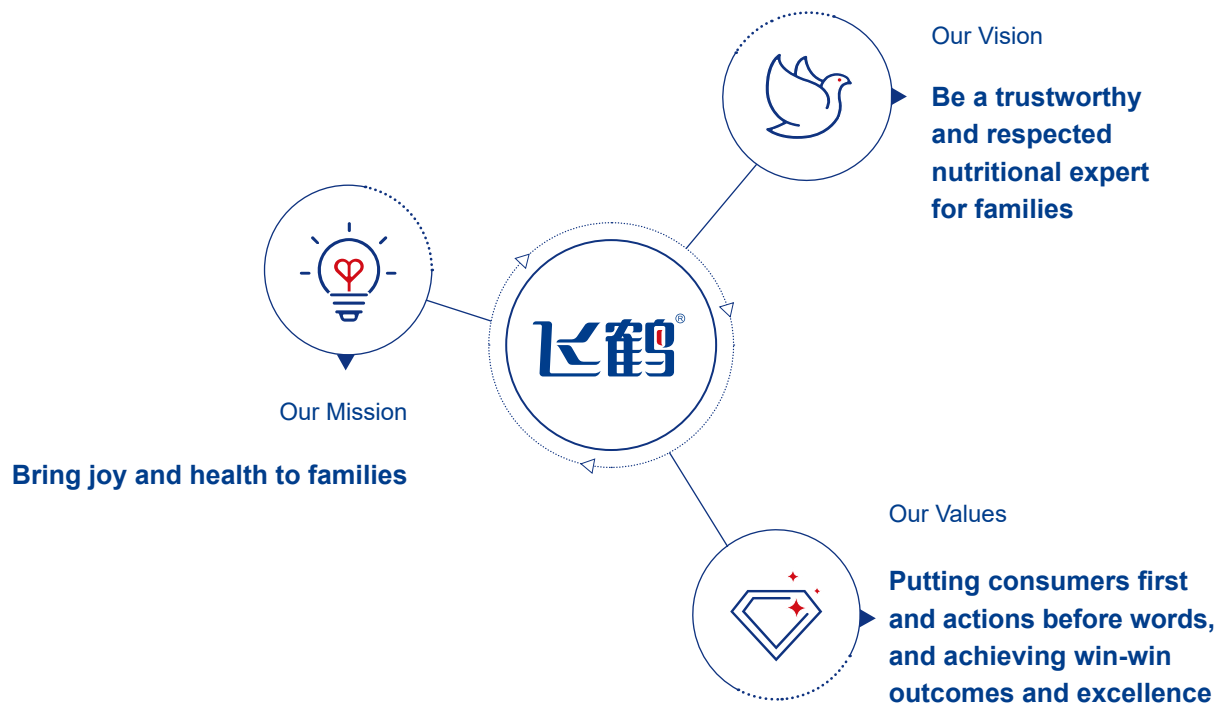 Our Vision
Be a trustworthy
and respected
nutritional expert
for families
飞鹤®
Our Mission
Bring joy and health to families
Our Values
Putting consumers first
and actions before words,
and achieving win-win
outcomes and excellence